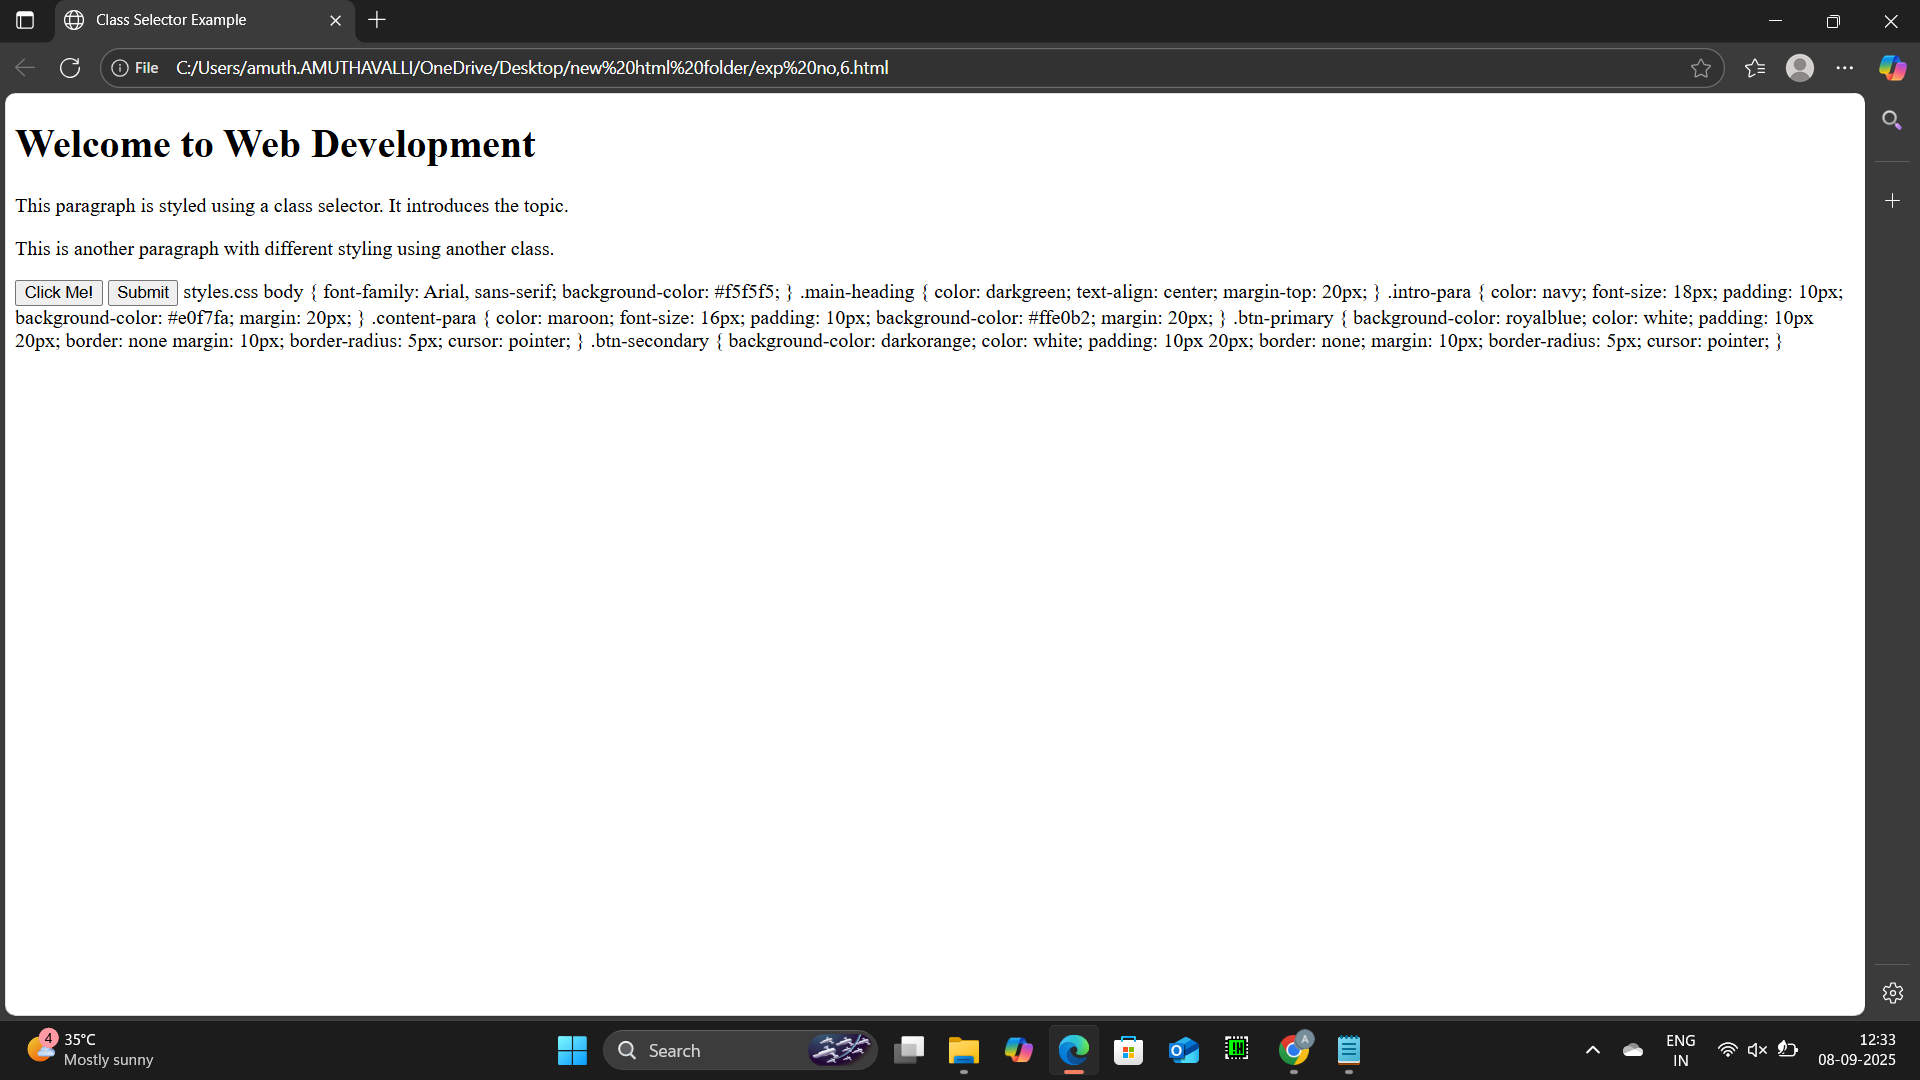 Class Selector Example
File C:/Users/amuth.AMUTHAVALLI/OneDrive/Desktop/new%20html%20folder/exp%20no,6.html
Welcome to Web Development
This paragraph is styled using a class selector. It introduces the topic.
This is another paragraph with different styling using another class.
Click Me! Submit styles.css body { font-family: Arial, sans-serif; background-color: #f5f5f5; } .main-heading { color: darkgreen; text-align: center; margin-top: 20px; } .intro-para { color: navy; font-size: 18px; padding: 10px;
background-color: #e0f7fa; margin: 20px; } .content-para { color: maroon; font-size: 16px; padding: 10px; background-color: #ffe0b2; margin: 20px; } .btn-primary { background-color: royalblue; color: white; padding: 10px
20px; border: none margin: 10px; border-radius: 5px; cursor: pointer; } .btn-secondary { background-color: darkorange; color: white; padding: 10px 20px; border: none; margin: 10px; border-radius: 5px; cursor: pointer; }
4
35°C
Mostly sunny
Search
A
ENG
IN
12:33
08-09-2025